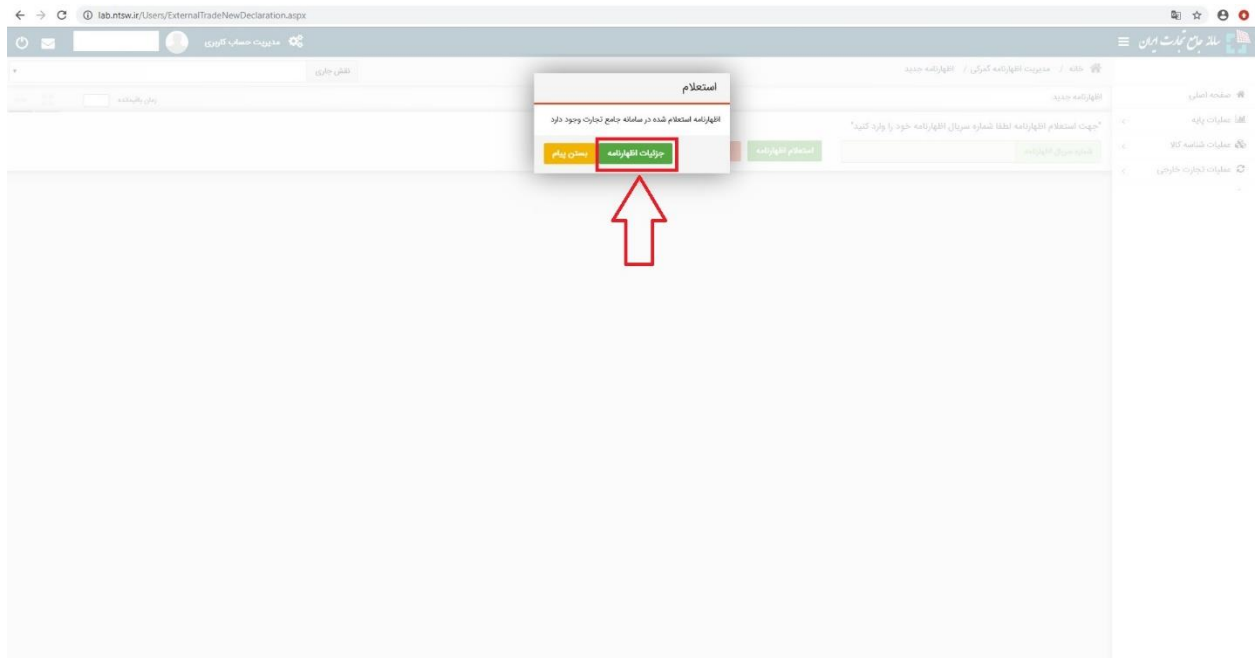 lab.ntsw.ir/Users/ExternalTradeNewDeclaration.aspx
سامانه جامع تجارت ایران
مدیریت حساب کاربری
خانه / مدیریت اظهارنامه گمرکی / اظهارنامه جدید
نقش جاری
صفحه اصلی
عملیات پایه
عملیات شناسه کالا
عملیات تجارت خارجی
اظهارنامه جدید
زمان باقیمانده
"جهت استعلام اظهارنامه لطفا شماره سریال اظهارنامه خود را وارد کنید"
شماره سریال اظهارنامه
استعلام اظهارنامه
استعلام
اظهارنامه استعلام شده در سامانه جامع تجارت وجود دارد
جزئیات اظهارنامه
بستن پیام